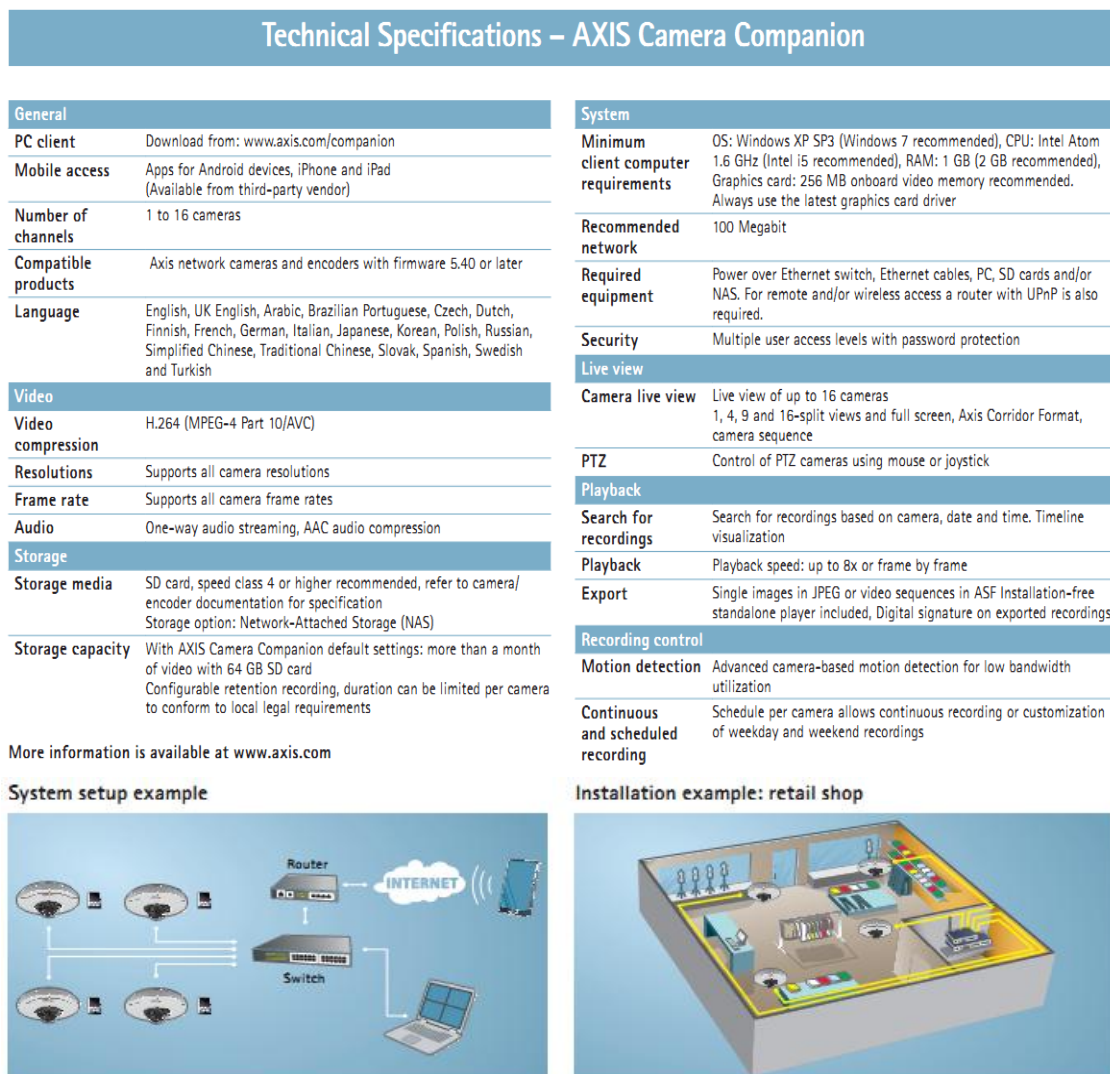 Technical Specifications – AXIS Camera Companion
General
PC client Download from: www.axis.com/companion
Mobile access Apps for Android devices, iPhone and iPad
(Available from third-party vendor)
Number of 1 to 16 cameras
channels
Compatible Axis network cameras and encoders with firmware 5.40 or later
products
Language English, UK English, Arabic, Brazilian Portuguese, Czech, Dutch,
Finnish, French, German, Italian, Japanese, Korean, Polish, Russian,
Simplified Chinese, Traditional Chinese, Slovak, Spanish, Swedish
and Turkish
Video
Video H.264 (MPEG-4 Part 10/AVC)
compression
Resolutions Supports all camera resolutions
Frame rate Supports all camera frame rates
Audio One-way audio streaming, AAC audio compression
Storage
Storage media SD card, speed class 4 or higher recommended, refer to camera/
encoder documentation for specification
Storage option: Network-Attached Storage (NAS)
Storage capacity With AXIS Camera Companion default settings: more than a month
of video with 64 GB SD card
Configurable retention recording, duration can be limited per camera
to conform to local legal requirements
More information is available at www.axis.com
System
Minimum OS: Windows XP SP3 (Windows 7 recommended), CPU: Intel Atom
client computer 1.6 GHz (Intel i5 recommended), RAM: 1 GB (2 GB recommended),
requirements Graphics card: 256 MB onboard video memory recommended.
Always use the latest graphics card driver
Recommended 100 Megabit
network
Required Power over Ethernet switch, Ethernet cables, PC, SD cards and/or
equipment NAS. For remote and/or wireless access a router with UPnP is also
required.
Security Multiple user access levels with password protection
Live view
Camera live view Live view of up to 16 cameras
1, 4, 9 and 16-split views and full screen, Axis Corridor Format,
camera sequence
PTZ Control of PTZ cameras using mouse or joystick
Playback
Search for Search for recordings based on camera, date and time. Timeline
recordings visualization
Playback Playback speed: up to 8x or frame by frame
Export Single images in JPEG or video sequences in ASF Installation-free
standalone player included, Digital signature on exported recordings
Recording control
Motion detection Advanced camera-based motion detection for low bandwidth
utilization
Continuous Schedule per camera allows continuous recording or customization
and scheduled of weekday and weekend recordings
recording
System setup example
Router
INTERNET
Switch
Installation example: retail shop